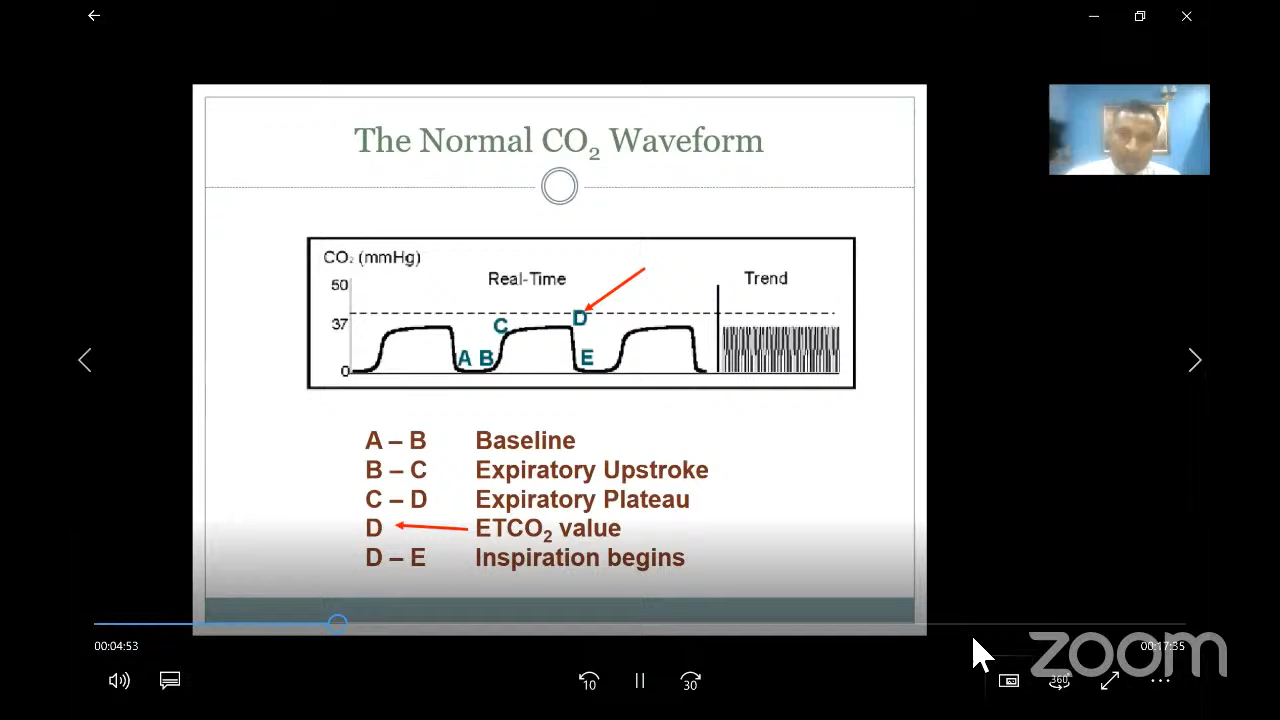 The Normal CO₂ Waveform
CO₂ (mmHg)
Real-Time
Trend
50
37
0
A
B
C
D
E
A – B Baseline
B – C Expiratory Upstroke
C – D Expiratory Plateau
D ETCO₂ value
D – E Inspiration begins
00:04:53
00:17:35
10
30
360
zoom